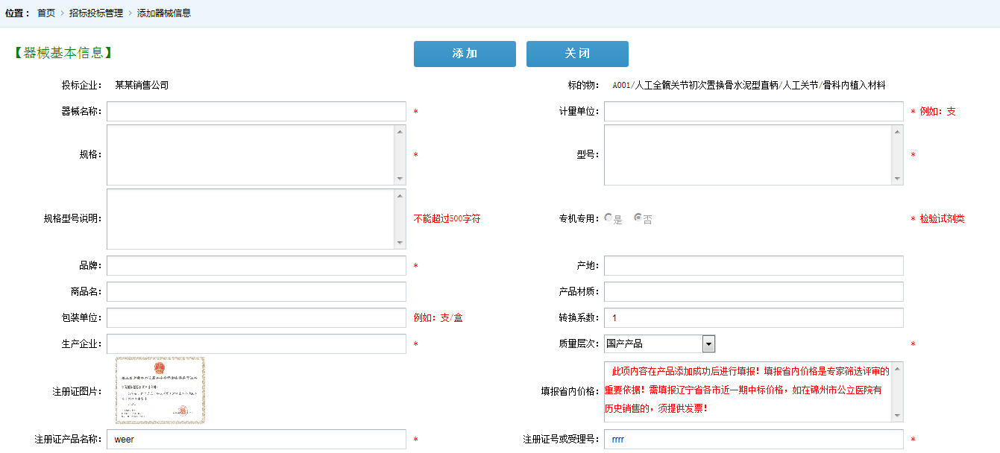 位置： 首页 > 招标投标管理 > 添加器械信息
【器械基本信息】 添加 关闭
投标企业： 某某销售公司 标的物： A001/人工全髋关节初次置换骨水泥型直柄/人工关节/骨科内植入材料
器械名称： * 计量单位： * 例如：支
规格： * 型号： *
规格型号说明： 不能超过500字符 专机专用： 是 否 * 检验试剂类
品牌： * 产地：
商品名： 产品材质：
包装单位： 例如：支/盒 转换系数： 1
生产企业： * 质量层次： 国产产品 *
注册证图片： 填报省内价格： 此项内容在产品添加成功后进行填报！填报省内价格是专家筛选评审的
重要依据！需填报辽宁省各市近一期中标价格，如在锦州市公立医院有
历史销售的，须提供发票！
注册证产品名称： weer * 注册证号或受理号： rrrr *